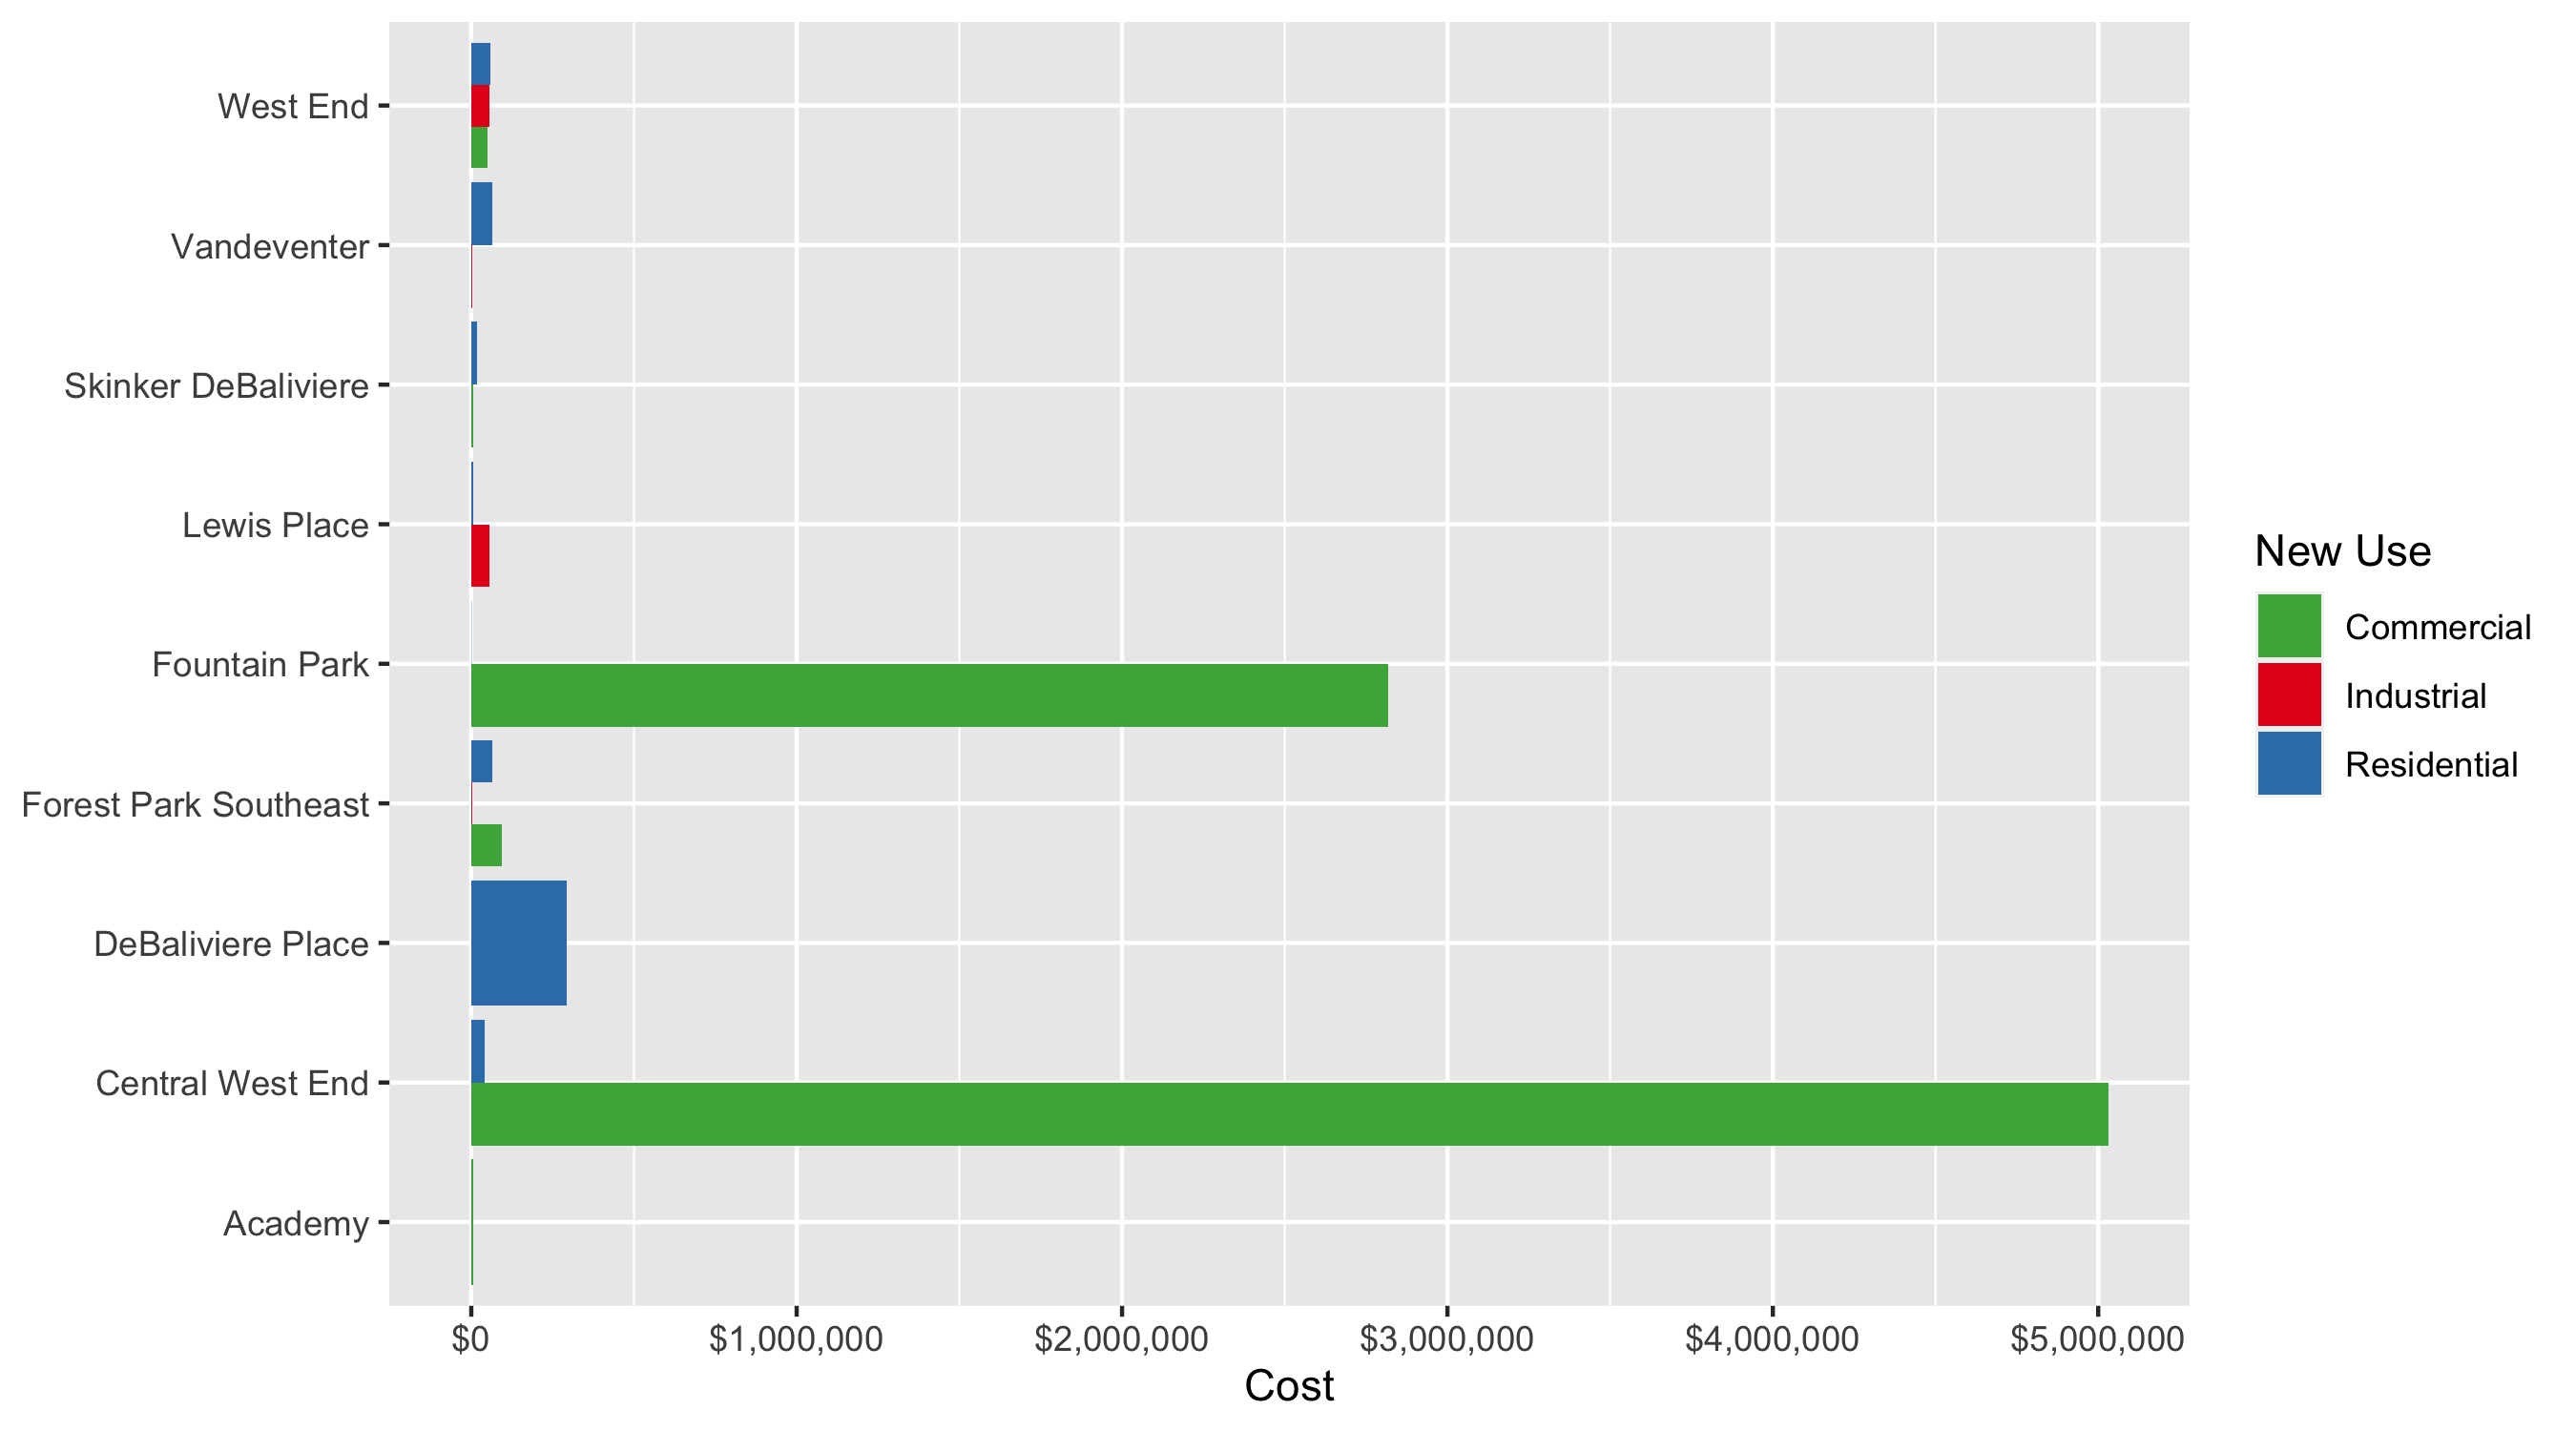 West End
Vandeventer
Skinker DeBaliviere
Lewis Place
Fountain Park
Forest Park Southeast
DeBaliviere Place
Central West End
Academy
$0 $1,000,000 $2,000,000 $3,000,000 $4,000,000 $5,000,000
Cost
New Use
Commercial
Industrial
Residential